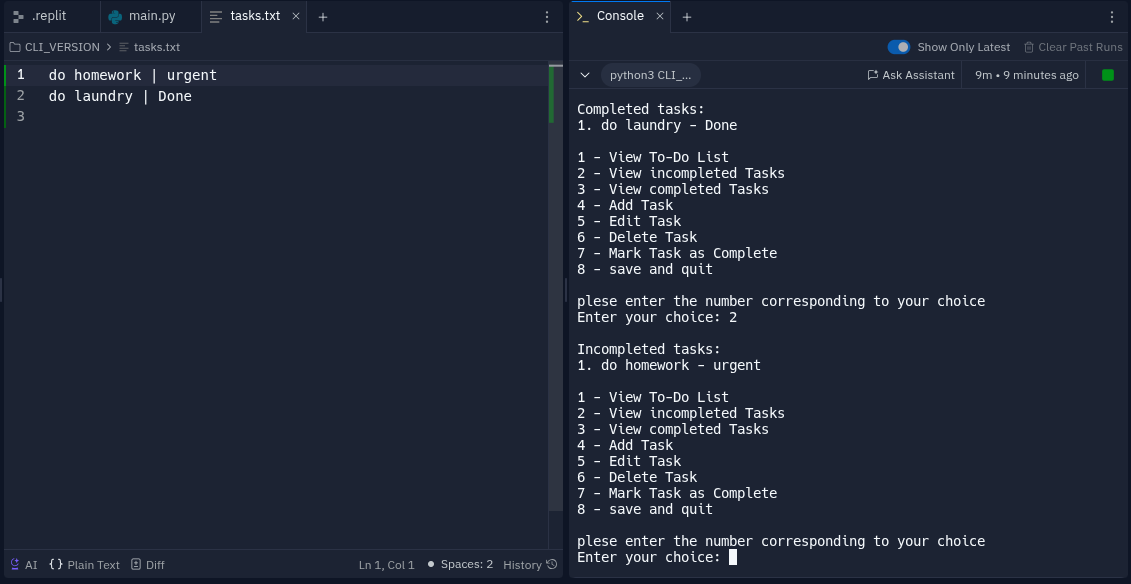 .replit
main.py
tasks.txt
CLI_VERSION > tasks.txt
1 do homework | urgent
2 do laundry | Done
3
AI {} Plain Text Diff Ln 1, Col 1 Spaces: 2 History
Console
Show Only Latest Clear Past Runs
python3 CLI_... Ask Assistant 9m • 9 minutes ago
Completed tasks:
1. do laundry - Done
1 - View To-Do List
2 - View incompleted Tasks
3 - View completed Tasks
4 - Add Task
5 - Edit Task
6 - Delete Task
7 - Mark Task as Complete
8 - save and quit
plese enter the number corresponding to your choice
Enter your choice: 2
Incompleted tasks:
1. do homework - urgent
1 - View To-Do List
2 - View incompleted Tasks
3 - View completed Tasks
4 - Add Task
5 - Edit Task
6 - Delete Task
7 - Mark Task as Complete
8 - save and quit
plese enter the number corresponding to your choice
Enter your choice: